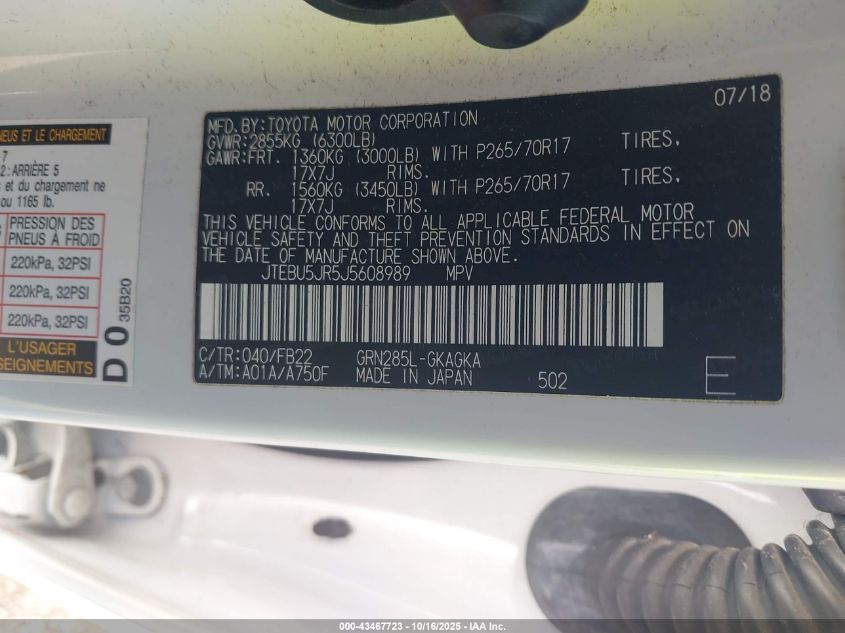 NEUS ET LE CHARGEMENT
7
2: ARRIÈRE 5
et du chargement ne
ou 1165 lb.
PRESSION DES
PNEUS À FROID
220kPa, 32PSI
220kPa, 32PSI
220kPa, 32PSI
L'USAGER
SEIGNEMENTS
D 0 35B20
07/18
MFD.BY:TOYOTA MOTOR CORPORATION
GVWR:2855KG (6300LB)
GAWR:FRT. 1360KG (3000LB) WITH P265/70R17 TIRES,
17X7J RIMS.
RR. 1560KG (3450LB) WITH P265/70R17 TIRES,
17X7J RIMS.
THIS VEHICLE CONFORMS TO ALL APPLICABLE FEDERAL MOTOR
VEHICLE SAFETY AND THEFT PREVENTION STANDARDS IN EFFECT ON
THE DATE OF MANUFACTURE SHOWN ABOVE.
JTEBU5JR5J5608989 MPV
C/TR:040/FB22 GRN285L-GKAGKA
A/TM:A01A/A750F MADE IN JAPAN 502 E
000-43467723 - 10/16/2025 - IAA Inc.